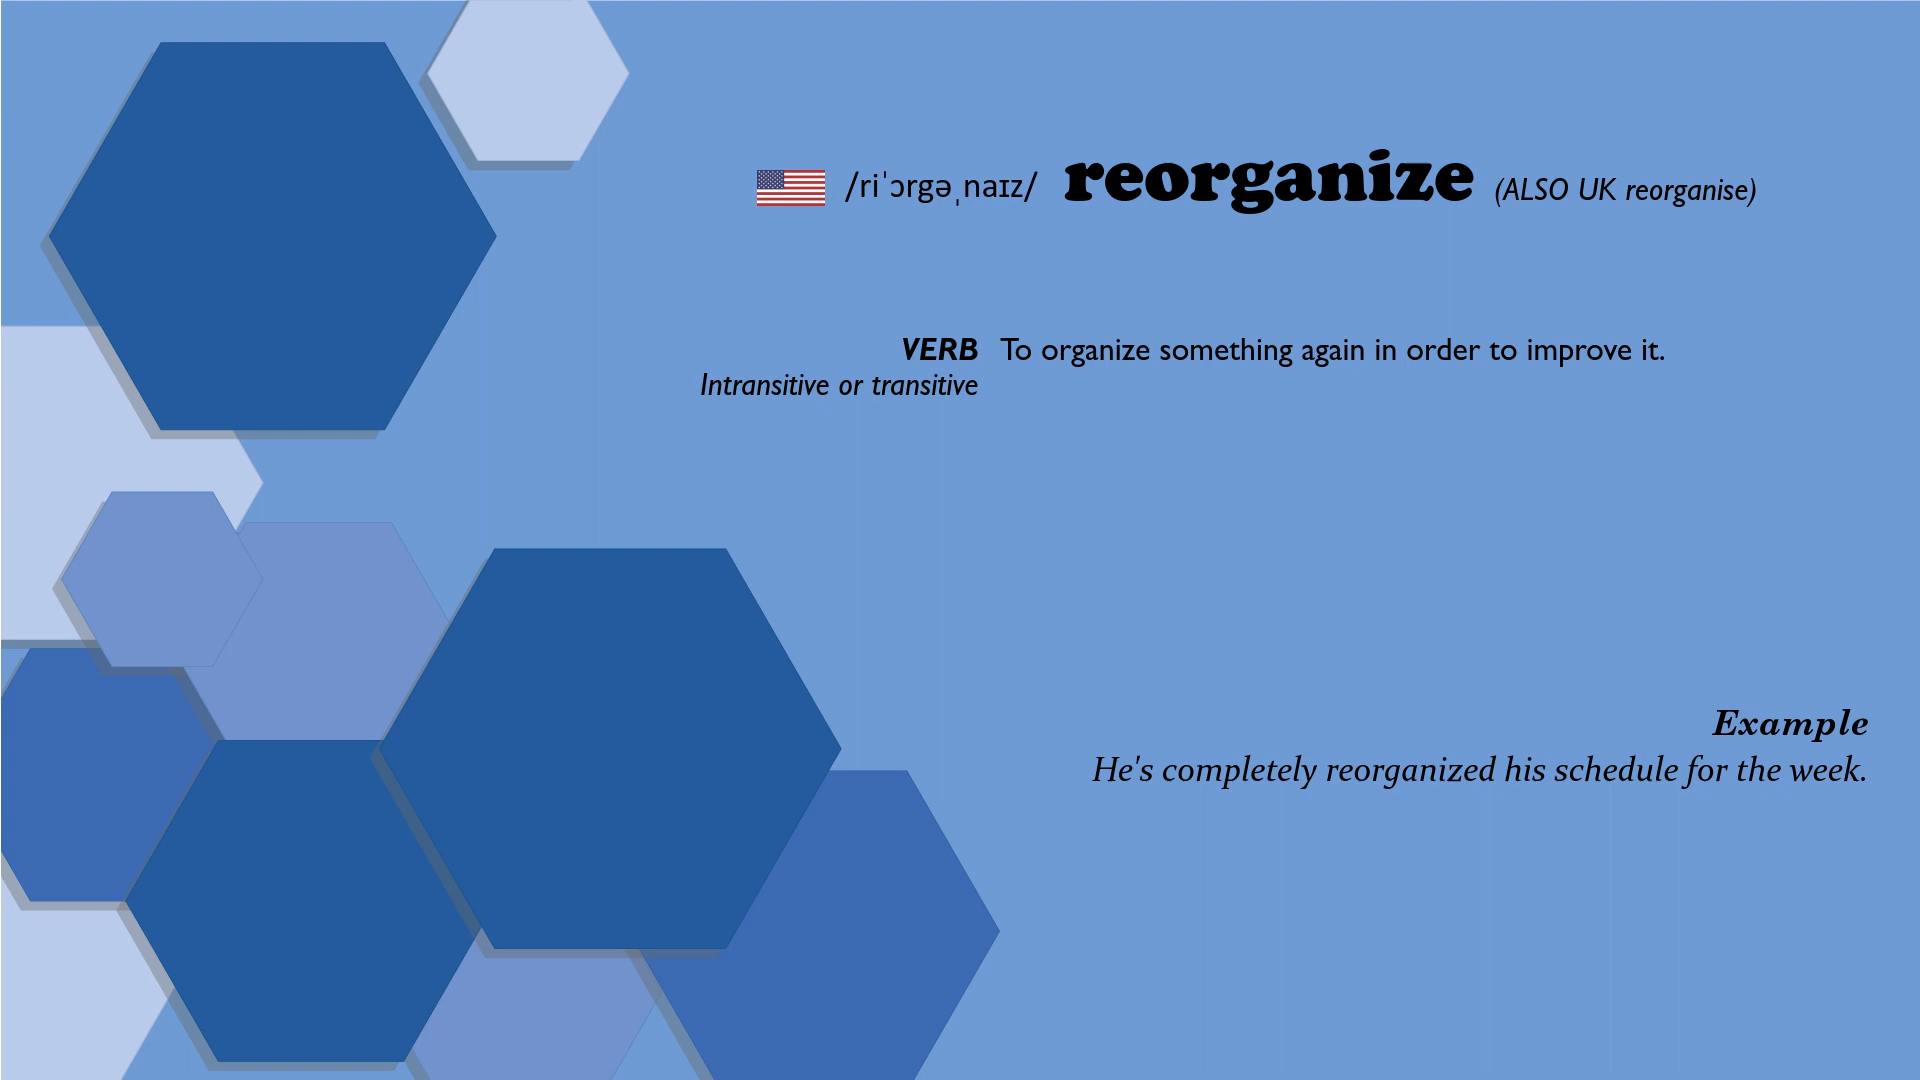 /riˈɔrgəˌnaɪz/ reorganize (ALSO UK reorganise)
VERB To organize something again in order to improve it.
Intransitive or transitive
Example
He's completely reorganized his schedule for the week.